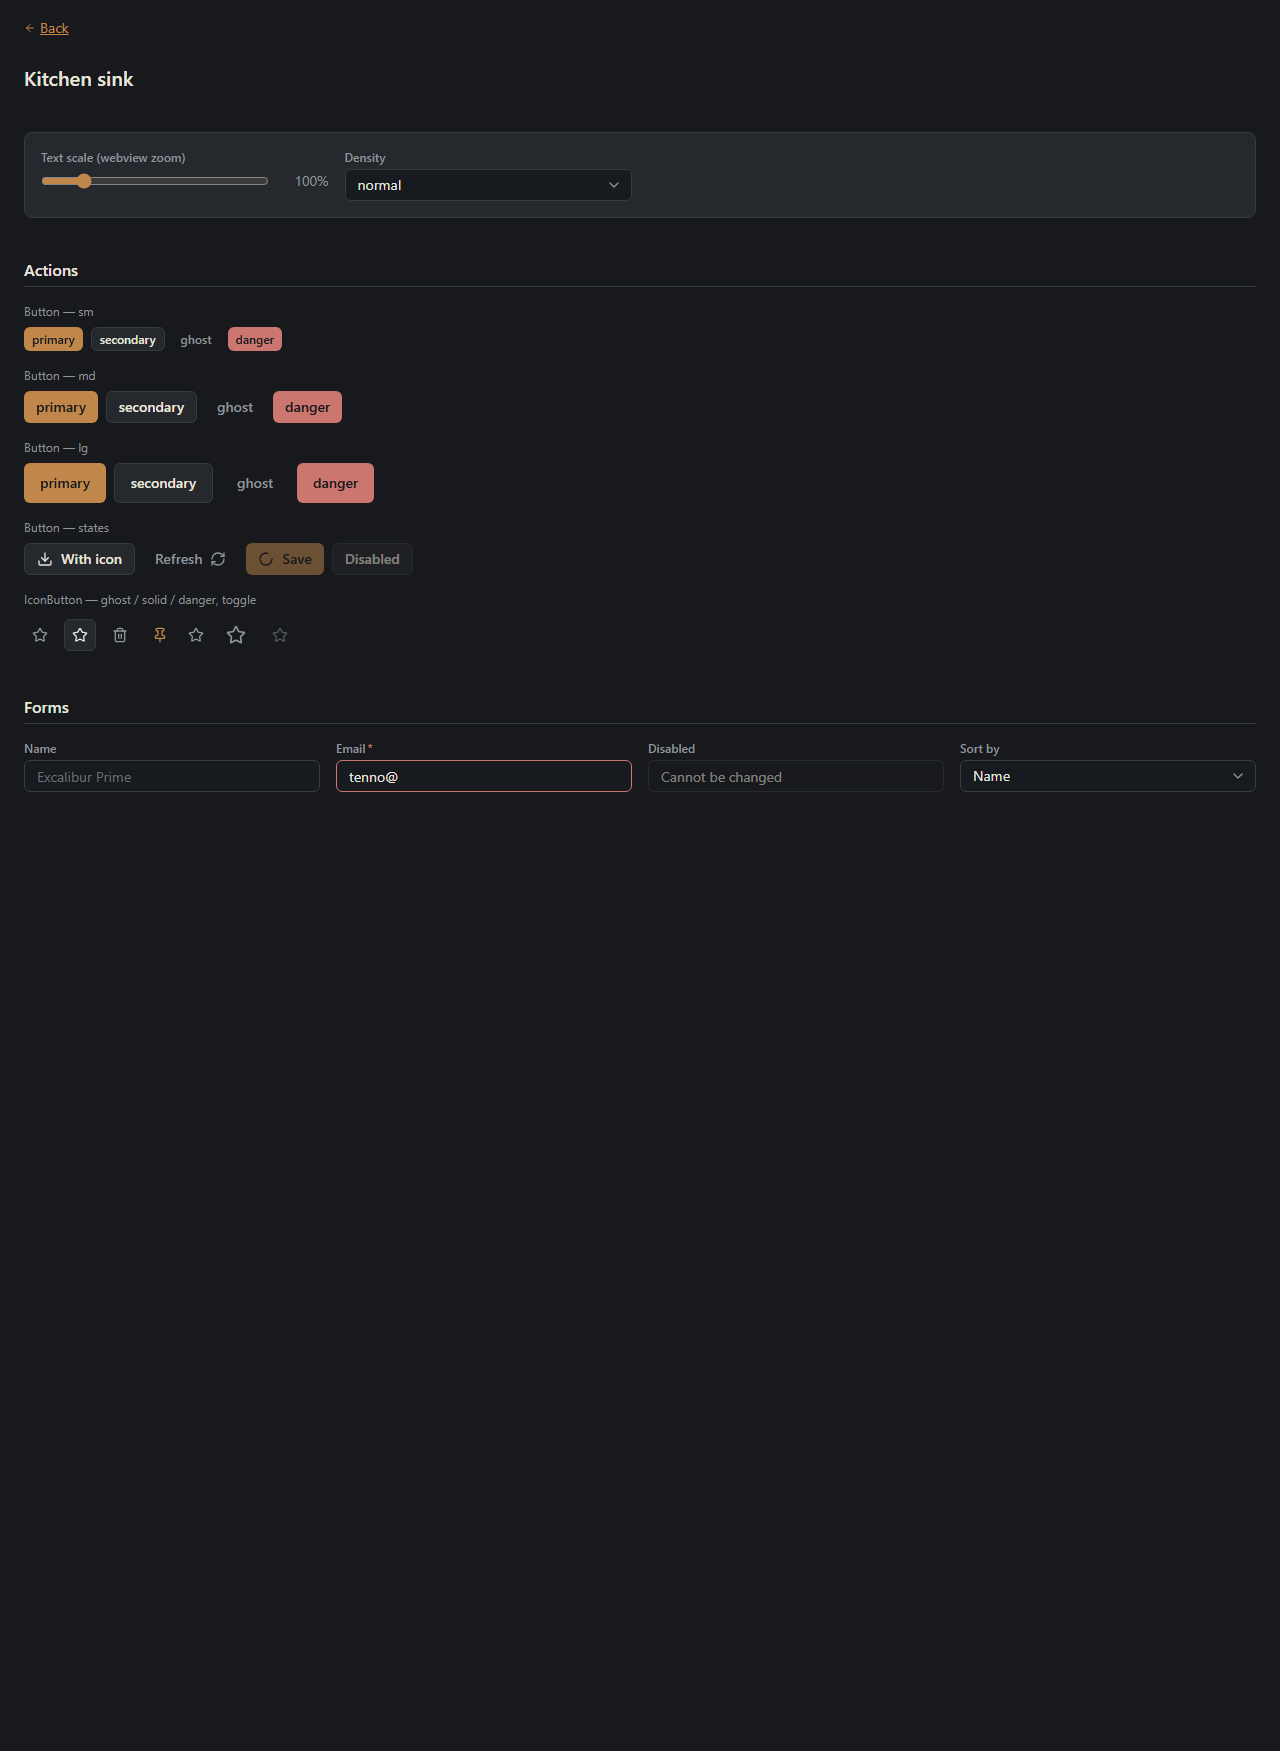 ← Back
Kitchen sink
Text scale (webview zoom)
100%
Density
normal
Actions
Button — sm
primary secondary ghost danger
Button — md
primary secondary ghost danger
Button — lg
primary secondary ghost danger
Button — states
With icon Refresh Save Disabled
IconButton — ghost / solid / danger, toggle
Forms
Name
Excalibur Prime
Email *
tenno@
Disabled
Cannot be changed
Sort by
Name